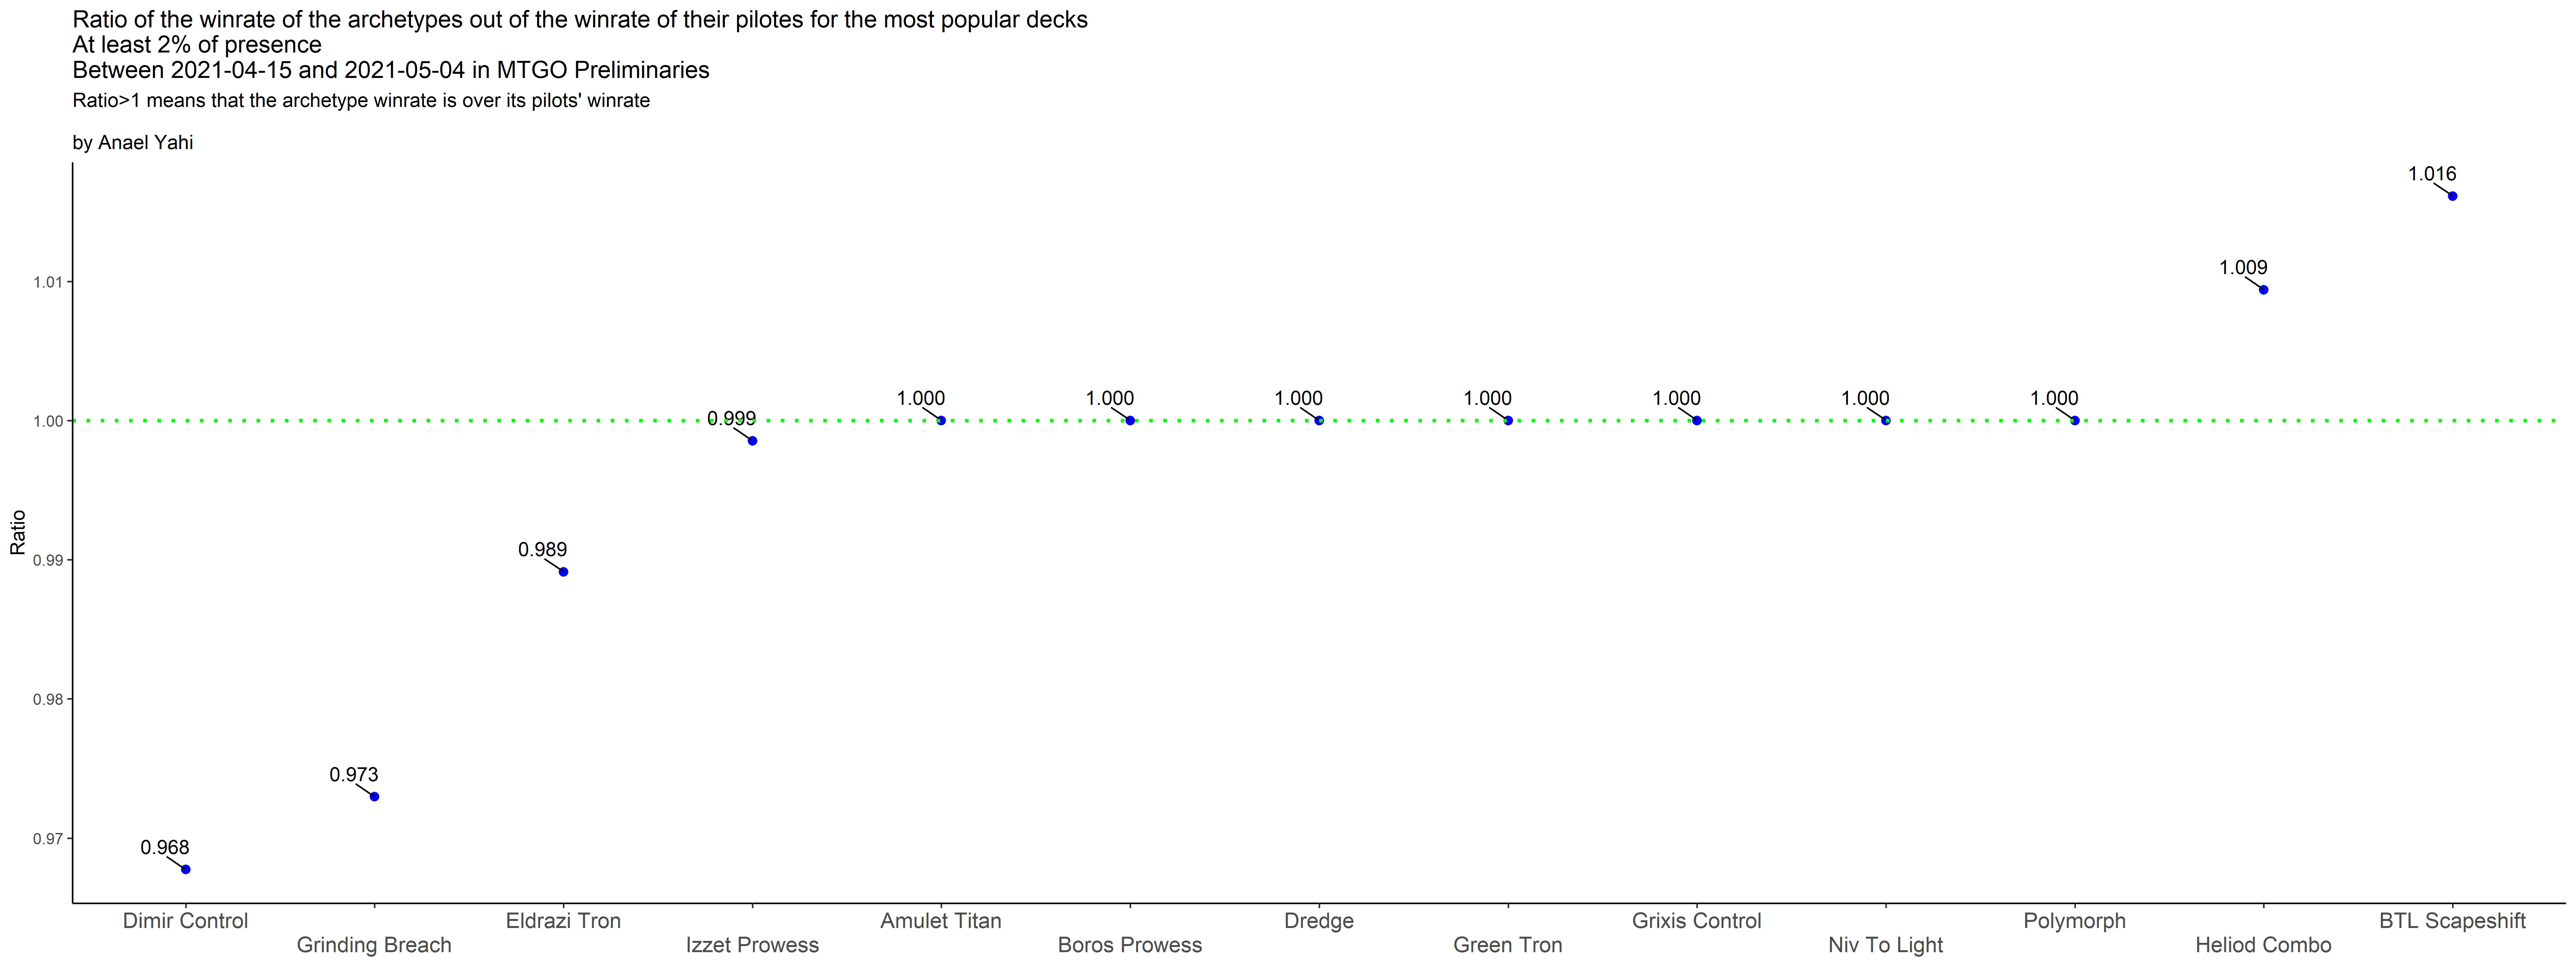 Ratio of the winrate of the archetypes out of the winrate of their pilotes for the most popular decks
At least 2% of presence
Between 2021-04-15 and 2021-05-04 in MTGO Preliminaries
Ratio>1 means that the archetype winrate is over its pilots' winrate
by Anael Yahi
1.016
1.01
1.009
1.000 1.000 1.000 1.000 1.000 1.000 1.000
1.00
0.999
Ratio
0.989
0.99
0.98
0.973
0.97
0.968
Dimir Control Eldrazi Tron Amulet Titan Dredge Grixis Control Polymorph BTL Scapeshift
Grinding Breach Izzet Prowess Boros Prowess Green Tron Niv To Light Heliod Combo